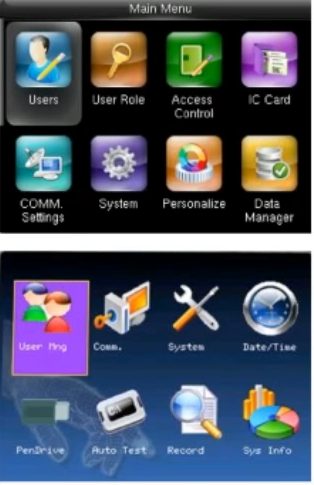 Main Menu
Users
User Role
Access
Control
IC Card
COMM.
Settings
System
Personalize
Data
Manager
User Mng
Comm.
System
Date/Time
PenDrive
Auto Test
Record
Sys Info